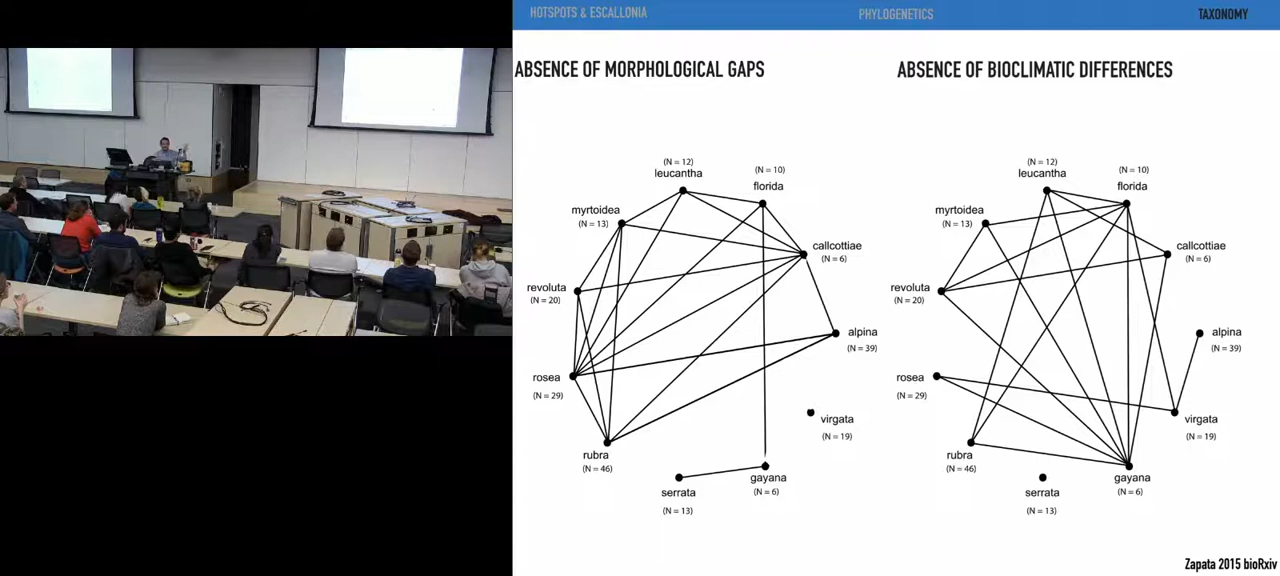 HOTSPOTS & ESCALLONIA
PHYLOGENETICS
TAXONOMY
ABSENCE OF MORPHOLOGICAL GAPS
(N = 12)
leucantha
(N = 10)
florida
myrtoidea
(N = 13)
callcottiae
(N = 6)
revoluta
(N = 20)
alpina
(N = 39)
rosea
(N = 29)
virgata
(N = 19)
rubra
(N = 46)
gayana
(N = 6)
serrata
(N = 13)
ABSENCE OF BIOCLIMATIC DIFFERENCES
(N = 12)
leucantha
(N = 10)
florida
myrtoidea
(N = 13)
callcottiae
(N = 6)
revoluta
(N = 20)
alpina
(N = 39)
rosea
(N = 29)
virgata
(N = 19)
rubra
(N = 46)
gayana
(N = 6)
serrata
(N = 13)
Zapata 2015 bioRxiv